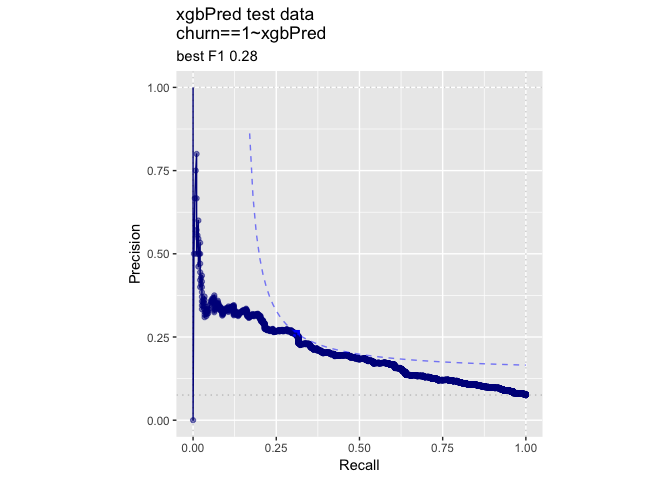 xgbPred test data
churn==1~xgbPred
best F1 0.28
1.00
0.75
0.50
0.25
0.00
Precision
0.00 0.25 0.50 0.75 1.00
Recall